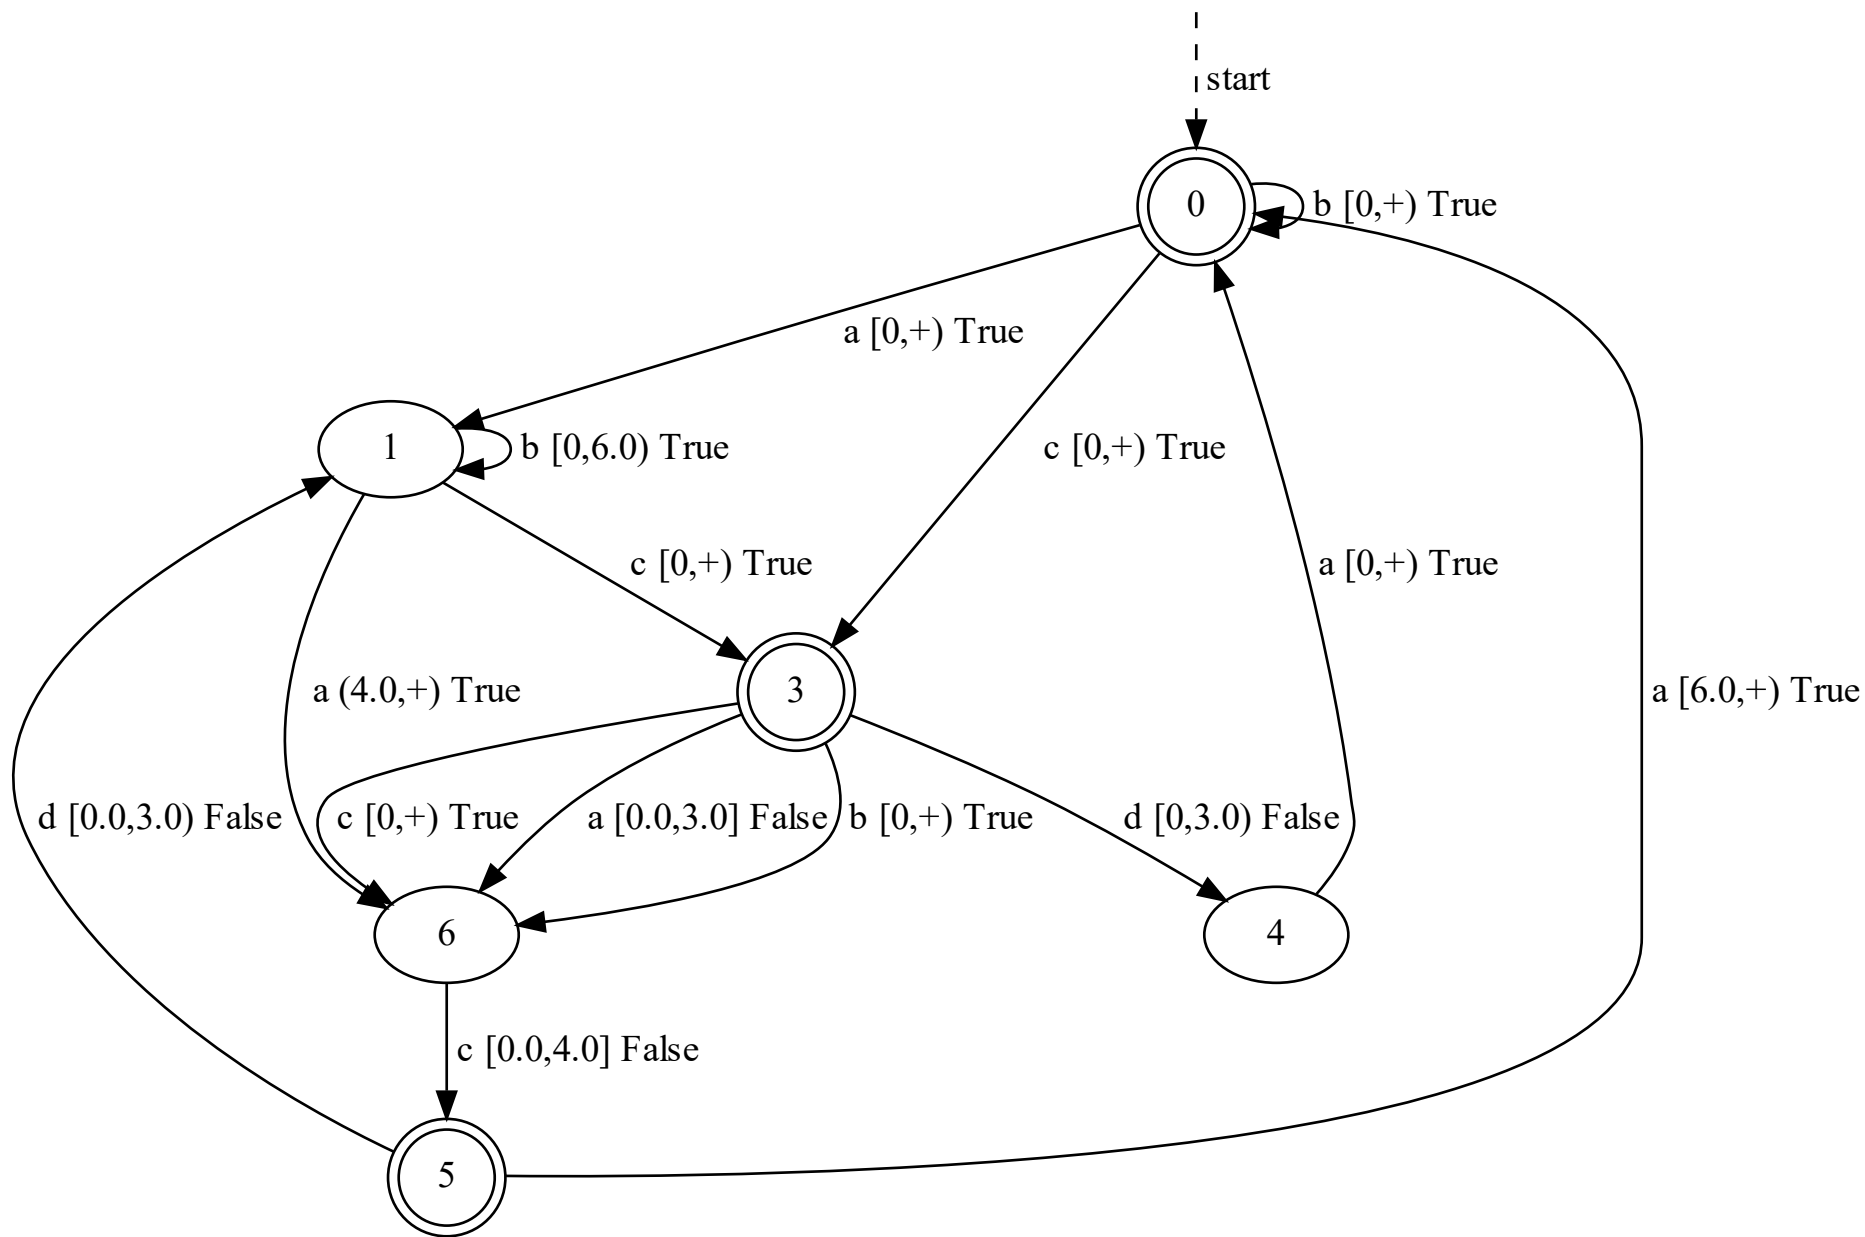 start
0
b [0,+) True
a [0,+) True
1
b [0,6.0) True
c [0,+) True
c [0,+) True
a [0,+) True
a (4.0,+) True
3
a [6.0,+) True
d [0.0,3.0) False
c [0,+) True
a [0.0,3.0] False
b [0,+) True
d [0,3.0) False
6
4
c [0.0,4.0] False
5